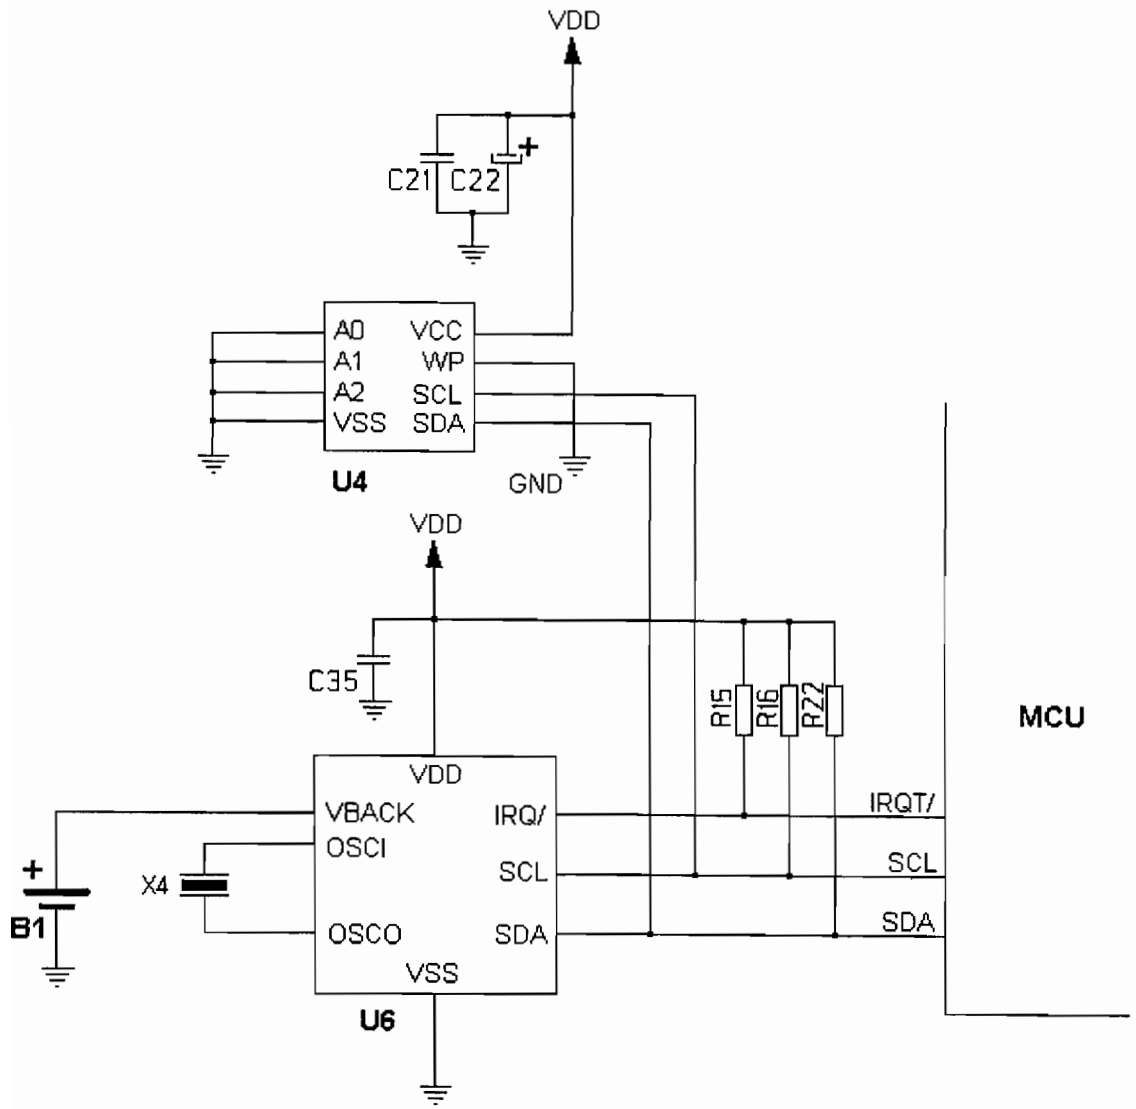 VDD
+
C21 C22
A0 VCC
A1 WP
A2 SCL
VSS SDA
U4
GND
VDD
C35
R15 R16 R22
MCU
VDD
VBACK IRQ/ IRQT/
OSCI
+
X4 SCL SCL
B1
OSCO SDA SDA
VSS
U6